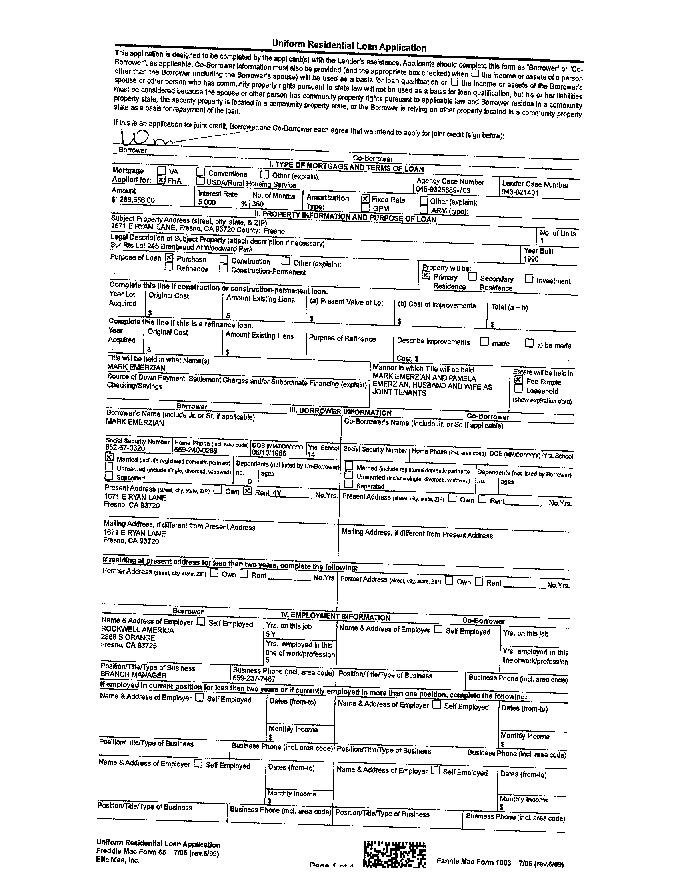 Uniform Residential Loan Application
This application is designed to be completed by the applicant(s) with the Lender's assistance. Applicants should complete this form as "Borrower" or "Co-
Borrower", as applicable. Co-Borrower information must also be provided (and the appropriate box checked) when the income or assets of a person
other than the Borrower (including the Borrower's spouse) will be used as a basis for loan qualification or the income or assets of the Borrower's
spouse or other person who has community property rights pursuant to state law will not be used as a basis for loan qualification, but his or her liabilities
must be considered because the spouse or other person has community property rights pursuant to applicable law and Borrower resides in a community
property state, the security property is located in a community property state, or the Borrower is relying on other property located in a community property
state as a basis for repayment of the loan.
If this is an application for joint credit, Borrower and Co-Borrower each agree that we intend to apply for joint credit (sign below):
Borrower Co-Borrower
I. TYPE OF MORTGAGE AND TERMS OF LOAN
Mortgage VA Conventional Other (explain): Agency Case Number Lender Case Number
Applied for: FHA USDA/Rural Housing Service
Amount Interest Rate No. of Months Amortization Fixed Rate Other (explain):
5.000 % 360 Type: GPM ARM (type):
II. PROPERTY INFORMATION AND PURPOSE OF LOAN
Subject Property Address (street, city, state, & ZIP) No. of Units
1671 E RYAN LANE, Fresno, CA 93720 County: Fresno 1
Legal Description of Subject Property (attach description if necessary) Year Built
Brentwood At Woodward Park 1990
Purpose of Loan Purchase Construction Other (explain): Property will be:
Refinance Construction-Permanent Primary Residence Secondary Residence Investment
Complete this line if construction or construction-permanent loan.
Year Lot Acquired Original Cost Amount Existing Liens (a) Present Value of Lot (b) Cost of Improvements Total (a + b)
$ $ $ $ $
Complete this line if this is a refinance loan.
Year Acquired Original Cost Amount Existing Liens Purpose of Refinance Describe Improvements made to be made
$ $ Cost: $
Title will be held in what Name(s) Manner in which Title will be held Estate will be held in:
MARK EMERZIAN MARK EMERZIAN AND PAMELA Fee Simple
Source of Down Payment, Settlement Charges and/or Subordinate Financing (explain) EMERZIAN, HUSBAND AND WIFE AS Leasehold
Checking/Savings JOINT TENANTS (show expiration date)
Borrower III. BORROWER INFORMATION Co-Borrower
Borrower's Name (include Jr. or Sr. if applicable) Co-Borrower's Name (include Jr. or Sr. if applicable)
MARK EMERZIAN
Social Security Number Home Phone (incl. area code) DOB (MM/DD/YYYY) Yrs. School Social Security Number Home Phone (incl. area code) DOB (MM/DD/YYYY) Yrs. School
14
Married (includes registered domestic partners) Dependents (not listed by Co-Borrower) Married (includes registered domestic partners) Dependents (not listed by Borrower)
Unmarried (includes single, divorced, widowed) no. ages Unmarried (includes single, divorced, widowed) no. ages
Separated 0 Separated
Present Address (street, city, state, ZIP) Own Rent 4Y No. Yrs. Present Address (street, city, state, ZIP) Own Rent No. Yrs.
1671 E RYAN LANE
Fresno, CA 93720
Mailing Address, if different from Present Address Mailing Address, if different from Present Address
1671 E RYAN LANE
Fresno, CA 93720
If residing at present address for less than two years, complete the following:
Former Address (street, city, state, ZIP) Own Rent No. Yrs. Former Address (street, city, state, ZIP) Own Rent No. Yrs.
Borrower IV. EMPLOYMENT INFORMATION Co-Borrower
Name & Address of Employer Self Employed Yrs. on this job Name & Address of Employer Self Employed Yrs. on this job
ROCKWELL AMERICA 5Y
S ORANGE Yrs. employed in this line of work/profession Yrs. employed in this line of work/profession
Fresno, CA 93725 5
Position/Title/Type of Business Business Phone (incl. area code) Position/Title/Type of Business Business Phone (incl. area code)
BRANCH MANAGER 559-237-7467
If employed in current position for less than two years or if currently employed in more than one position, complete the following:
Name & Address of Employer Self Employed Dates (from-to) Name & Address of Employer Self Employed Dates (from-to)
Monthly Income Monthly Income
$ $
Position/Title/Type of Business Business Phone (incl. area code) Position/Title/Type of Business Business Phone (incl. area code)
Name & Address of Employer Self Employed Dates (from-to) Name & Address of Employer Self Employed Dates (from-to)
Monthly Income Monthly Income
$ $
Position/Title/Type of Business Business Phone (incl. area code) Position/Title/Type of Business Business Phone (incl. area code)
Uniform Residential Loan Application
Freddie Mac Form 65 7/05 (rev.6/09) Fannie Mae Form 1003 7/05 (rev.6/09)
Ellie Mae, Inc.